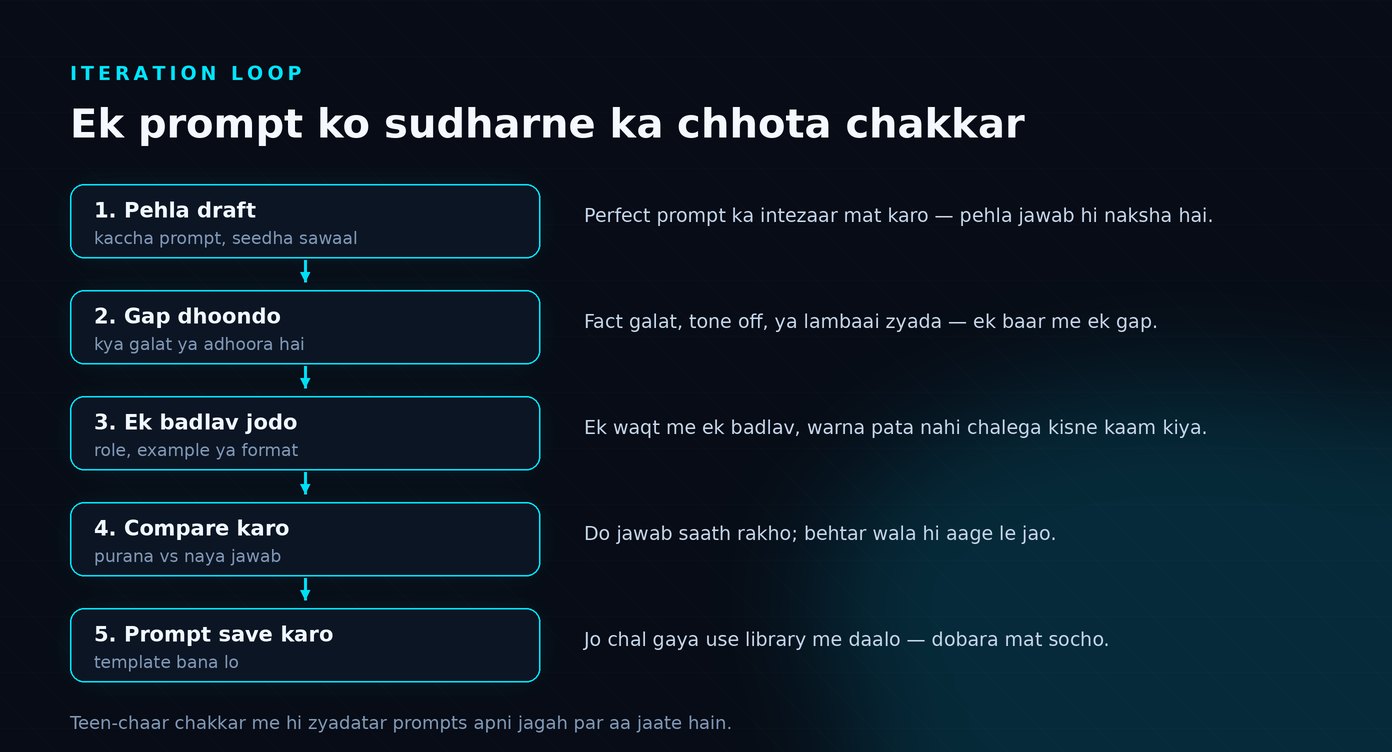 ITERATION LOOP
Ek prompt ko sudharne ka chhota chakkar
1. Pehla draft
kaccha prompt, seedha sawaal
Perfect prompt ka intezaar mat karo — pehla jawab hi naksha hai.
2. Gap dhoondo
kya galat ya adhoora hai
Fact galat, tone off, ya lambaai zyada — ek baar me ek gap.
3. Ek badlav jodo
role, example ya format
Ek waqt me ek badlav, warna pata nahi chalega kisne kaam kiya.
4. Compare karo
purana vs naya jawab
Do jawab saath rakho; behtar wala hi aage le jao.
5. Prompt save karo
template bana lo
Jo chal gaya use library me daalo — dobara mat socho.
Teen-chaar chakkar me hi zyadatar prompts apni jagah par aa jaate hain.